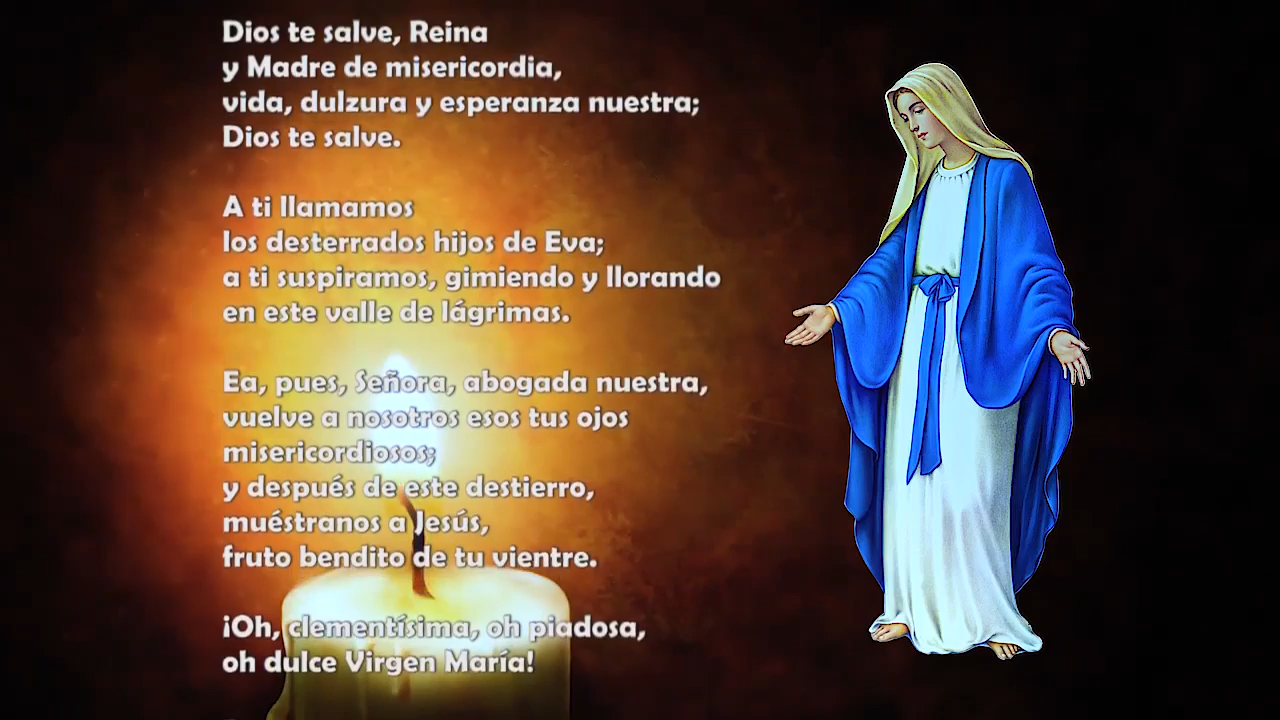 Dios te salve, Reina
y Madre de misericordia,
vida, dulzura y esperanza nuestra;
Dios te salve.
A ti llamamos
los desterrados hijos de Eva;
a ti suspiramos, gimiendo y llorando
en este valle de lágrimas.
Ea, pues, Señora, abogada nuestra,
vuelve a nosotros esos tus ojos
misericordiosos;
y después de este destierro,
muéstranos a Jesús,
fruto bendito de tu vientre.
¡Oh, clementísima, oh piadosa,
oh dulce Virgen María!